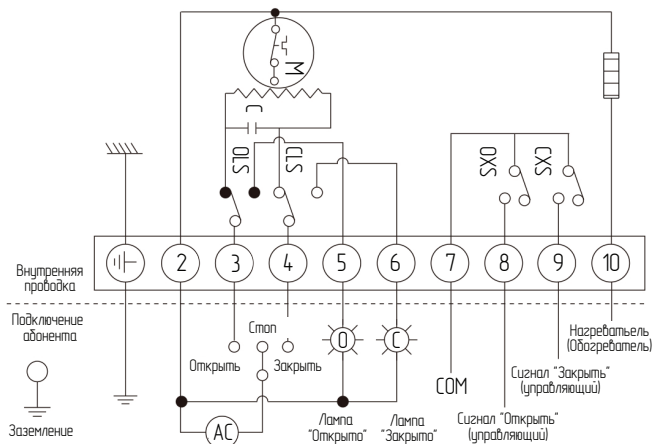 M
C
OLS
CLS
OXS
CXS
2
3
4
5
6
7
8
9
10
Внутренняя
проводка
Подключение
абонента
Заземление
Стоп
Открыть
Закрыть
AC
O
C
Лампа
"Открыто"
Лампа
"Закрыто"
COM
Сигнал "Открыть"
(управляющий)
Сигнал "Закрыть"
(управляющий)
Нагреватьель
(Обогреватель)